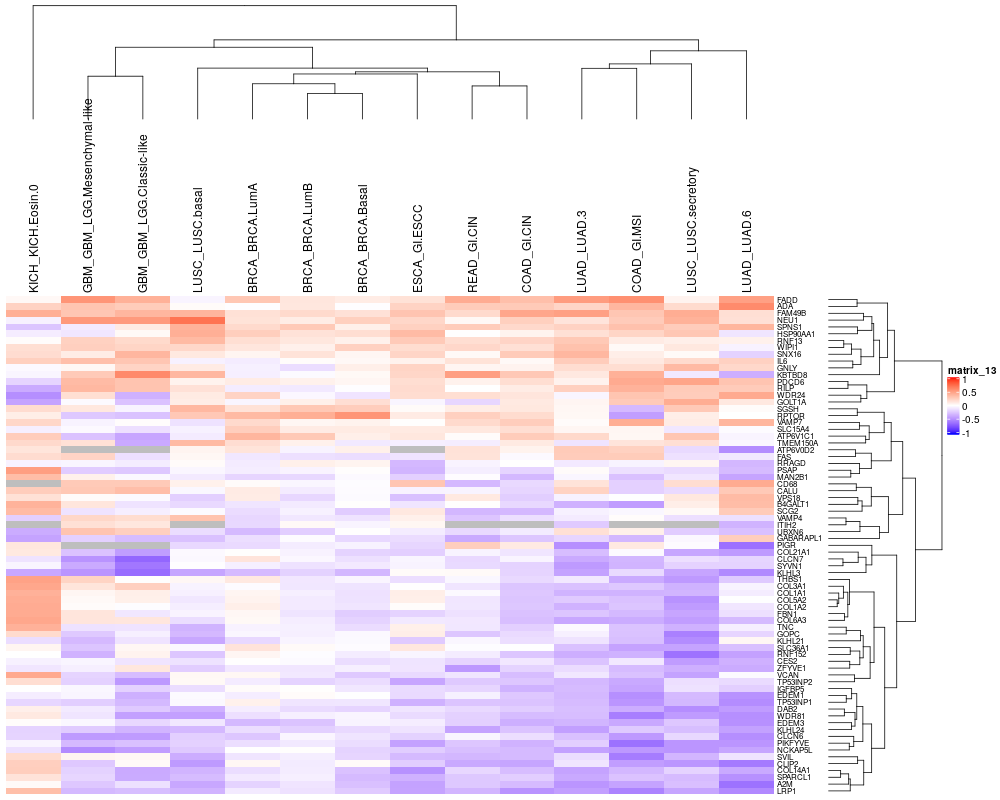 KICH_KICH.Eosin.0
GBM_GBM_LGG.Mesenchymal-like
GBM_GBM_LGG.Classic-like
LUSC_LUSC.basal
BRCA_BRCA.LumA
BRCA_BRCA.LumB
BRCA_BRCA.Basal
ESCA_GI.ESCC
READ_GI.CIN
COAD_GI.CIN
LUAD_LUAD.3
COAD_GI.MSI
LUSC_LUSC.secretory
LUAD_LUAD.6
FADD
ADA
FAM49B
NEU1
SPNS1
HSP90AA1
RNF13
WIPI1
SNX16
IL6
GNLY
KBTBD8
PDCD6
RILP
WDR24
GOLT1A
SGSH
RPTOR
VAMP7
SLC15A4
ATP6V1C1
TMEM150A
ATP6V0D2
FAS
RRAGD
PSAP
MAN2B1
CD68
CALU
VPS18
B4GALT1
SCG2
VAMP4
ITIH2
UBXN6
GABARAPL1
PIGR
COL21A1
CLCN7
SYVN1
KLHL3
THBS1
COL3A1
COL1A1
COL5A2
COL1A2
FBN1
COL6A3
TNC
GOPC
KLHL21
SLC36A1
RNF152
CES2
ZFYVE1
VCAN
TP53INP2
IGFBP5
EDEM1
TP53INP1
DAB2
WDR81
EDEM3
KLHL24
CLCN6
PIKFYVE
NCKAP5L
SVIL
CLIP2
COL14A1
SPARCL1
A2M
LRP1
matrix_13
1
0.5
0
-0.5
-1